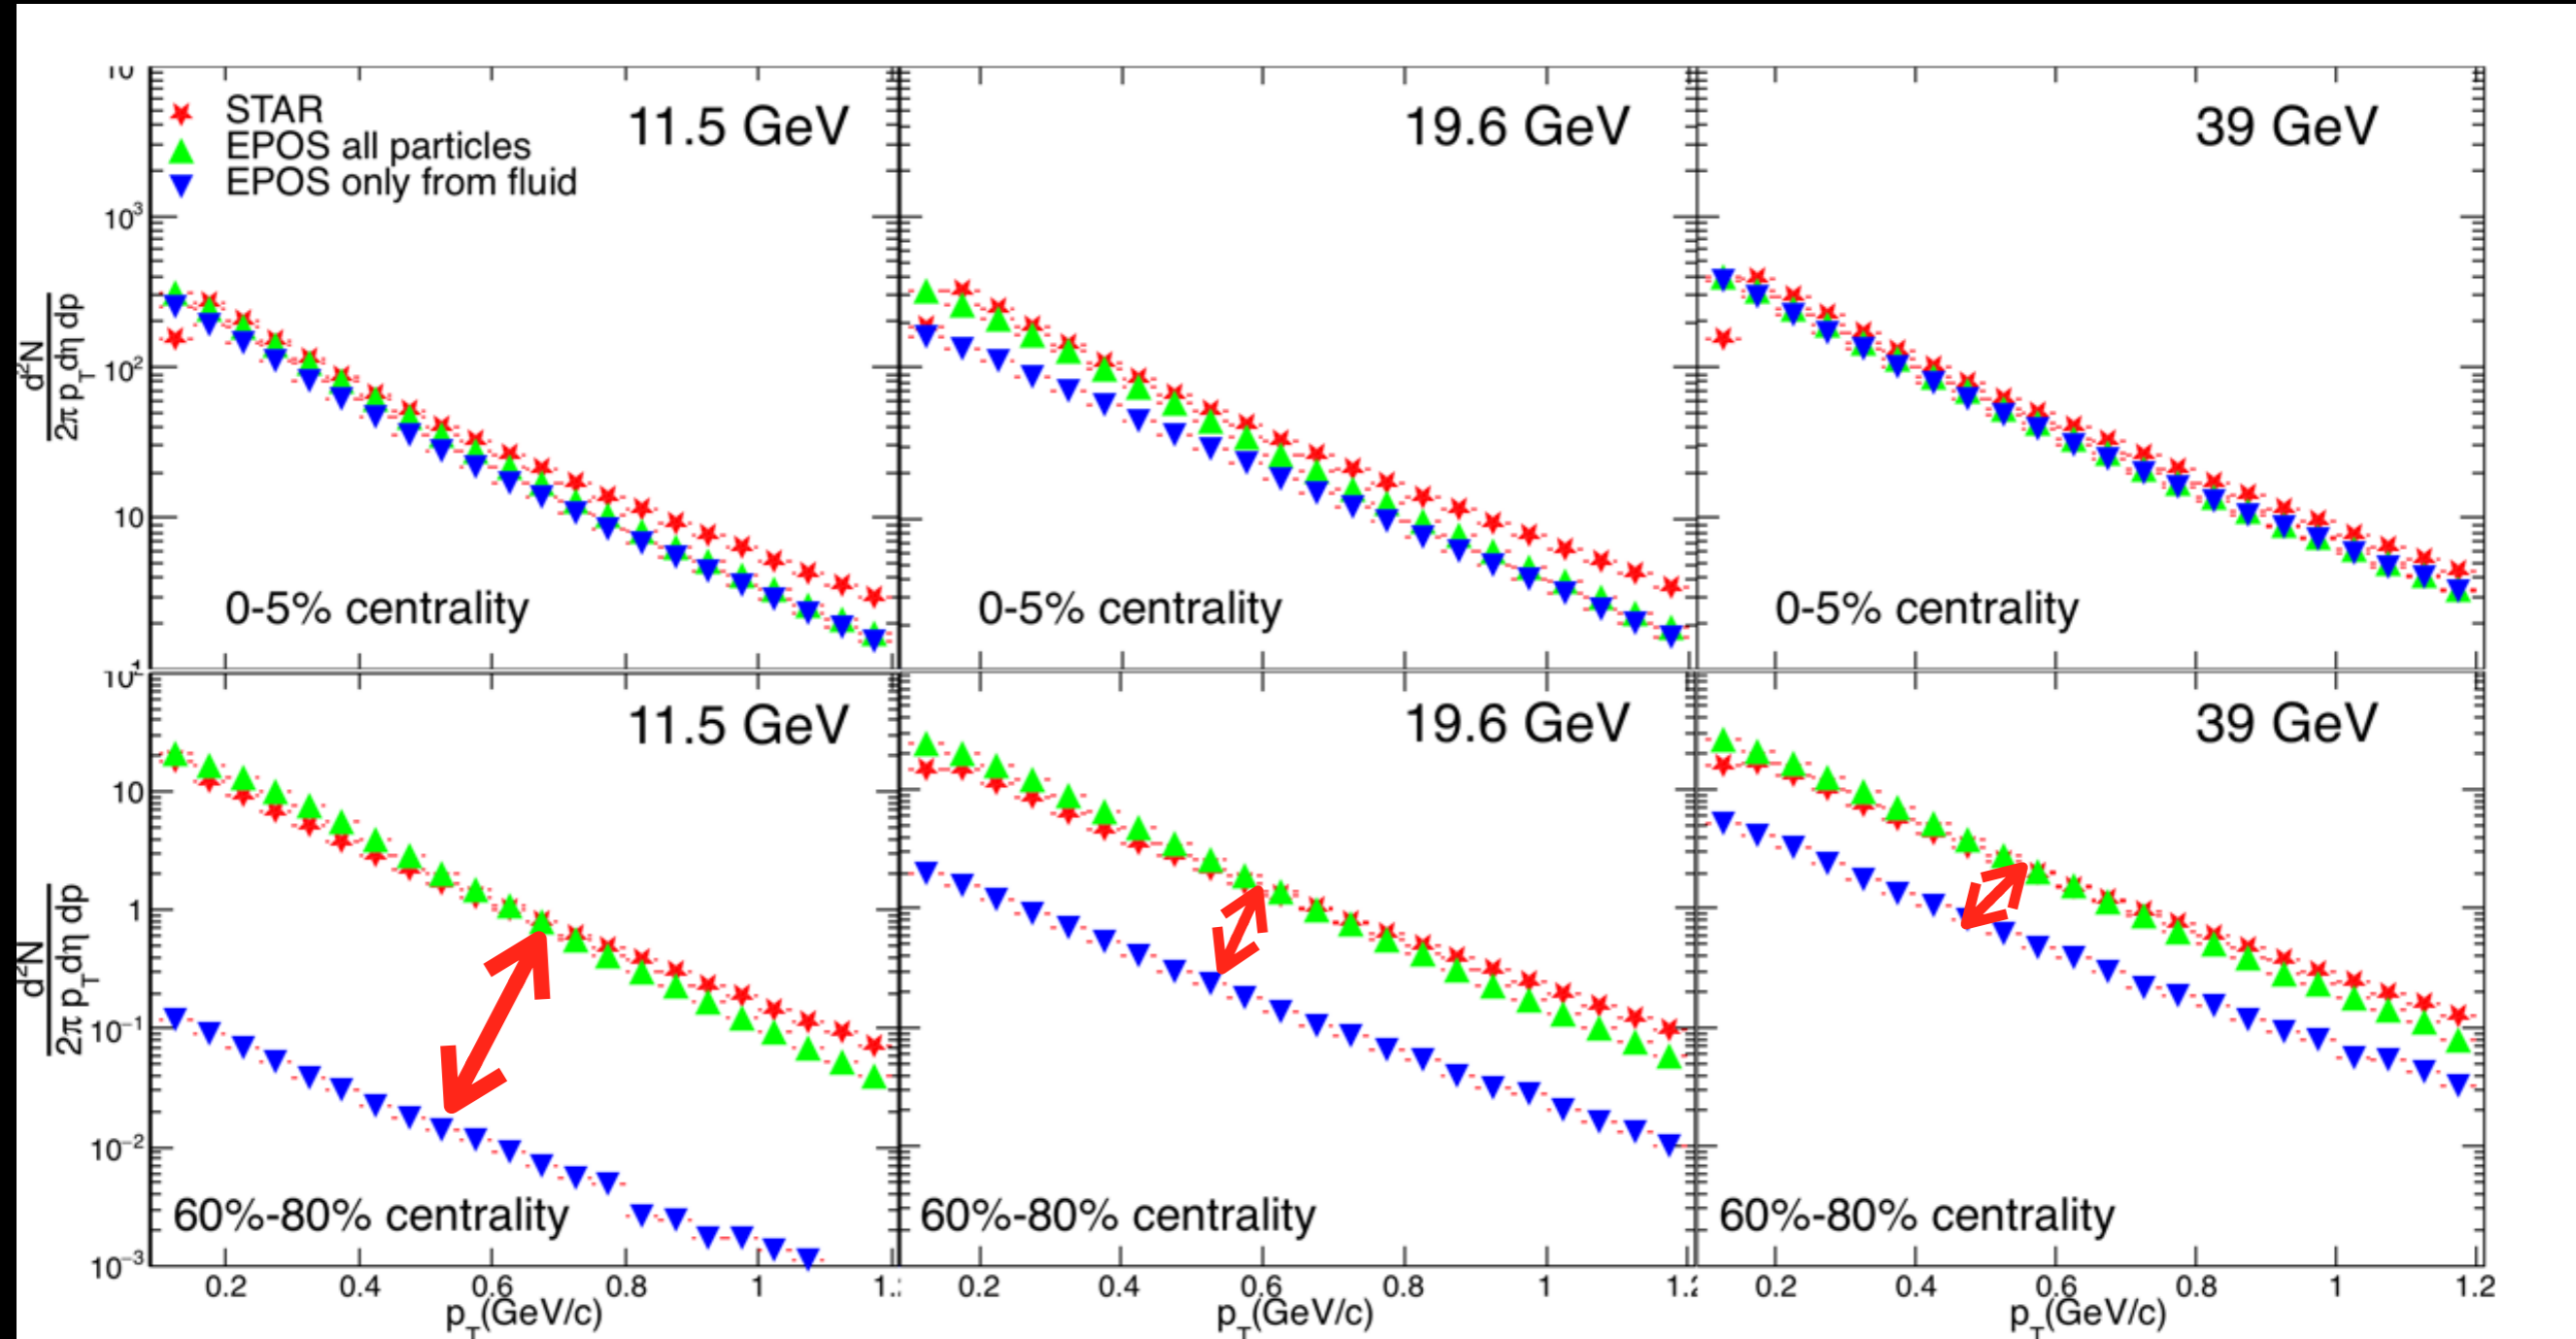 10
STAR
EPOS all particles
EPOS only from fluid
11.5 GeV
19.6 GeV
39 GeV
10³
10²
10
1
d²N
2π p_T dη dp
0-5% centrality
0-5% centrality
0-5% centrality
10²
11.5 GeV
19.6 GeV
39 GeV
10
1
10⁻¹
10⁻²
10⁻³
d²N
2π p_T dη dp
60%-80% centrality
60%-80% centrality
60%-80% centrality
0.2 0.4 0.6 0.8 1
0.2 0.4 0.6 0.8 1
0.2 0.4 0.6 0.8 1 1.2
p_T(GeV/c)
p_T(GeV/c)
p_T(GeV/c)